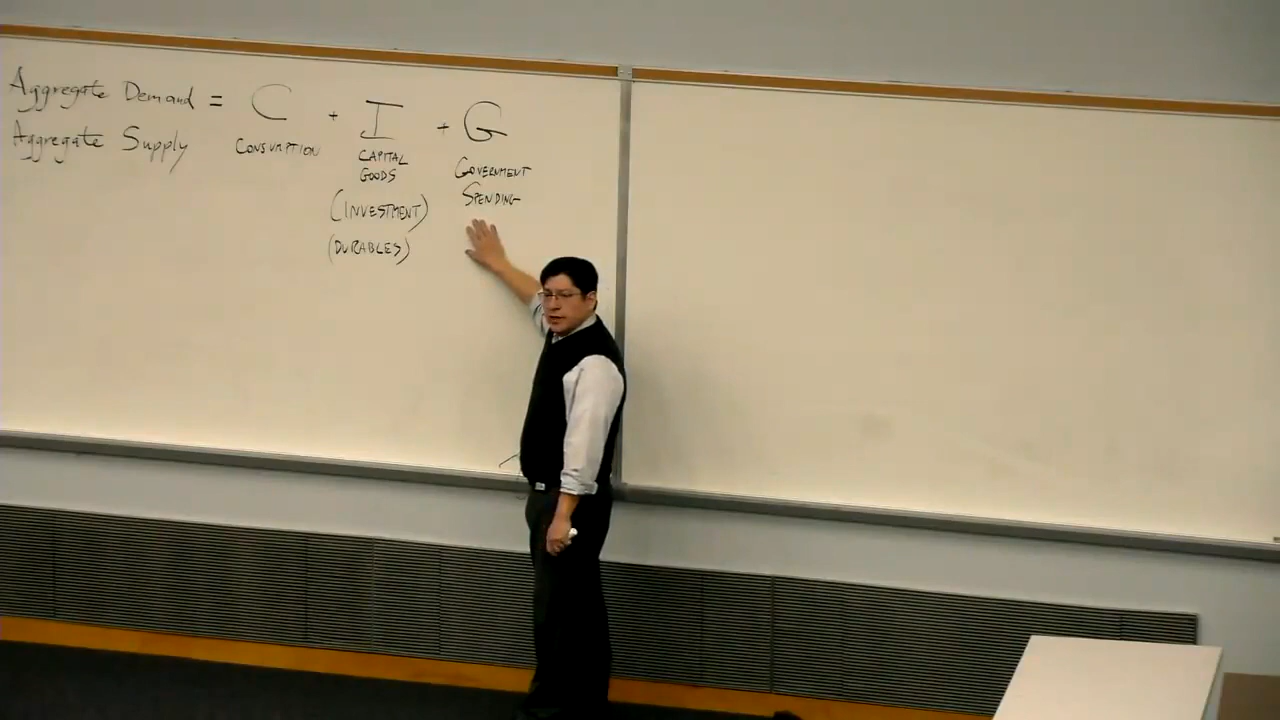 Aggregate Demand = C + I + G
Aggregate Supply
CONSUMPTION
CAPITAL
GOODS
(INVESTMENT)
(DURABLES)
GOVERNMENT
SPENDING